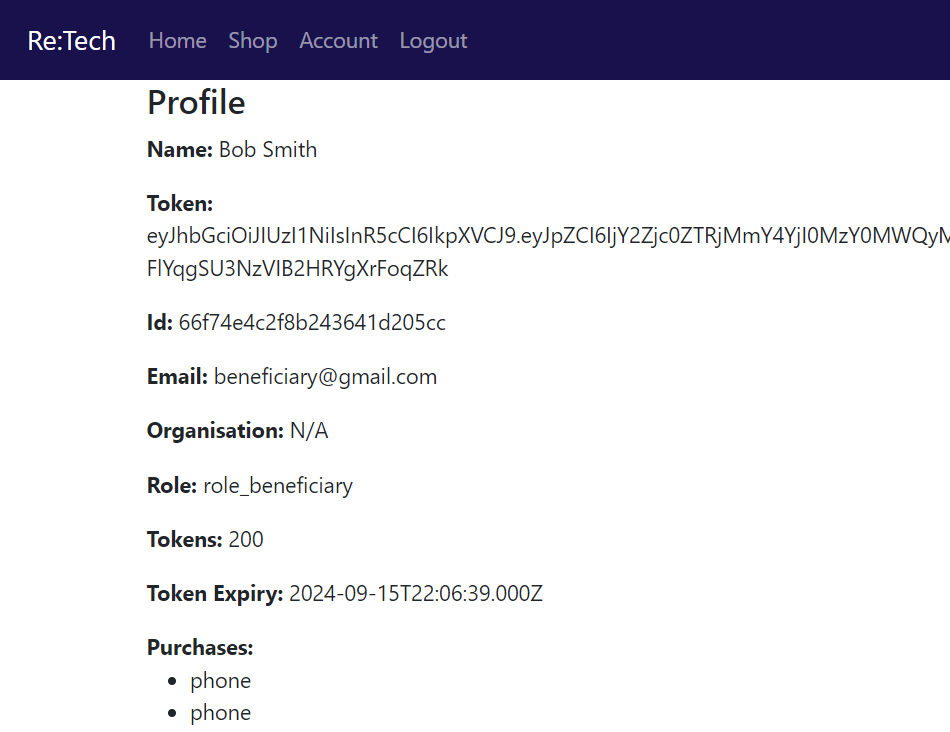 Re:Tech Home Shop Account Logout
Profile
Name: Bob Smith
Token:
eyJhbGciOiJIUzI1NiIsInR5cCI6IkpXVCJ9.eyJpZCI6IjY2Zjc0ZTRjMmY4YjI0MzY0MWQyM
FlYqgSU3NzVIB2HRYgXrFoqZRk
Id: 66f74e4c2f8b243641d205cc
Email: beneficiary@gmail.com
Organisation: N/A
Role: role_beneficiary
Tokens: 200
Token Expiry: 2024-09-15T22:06:39.000Z
Purchases:
• phone
• phone